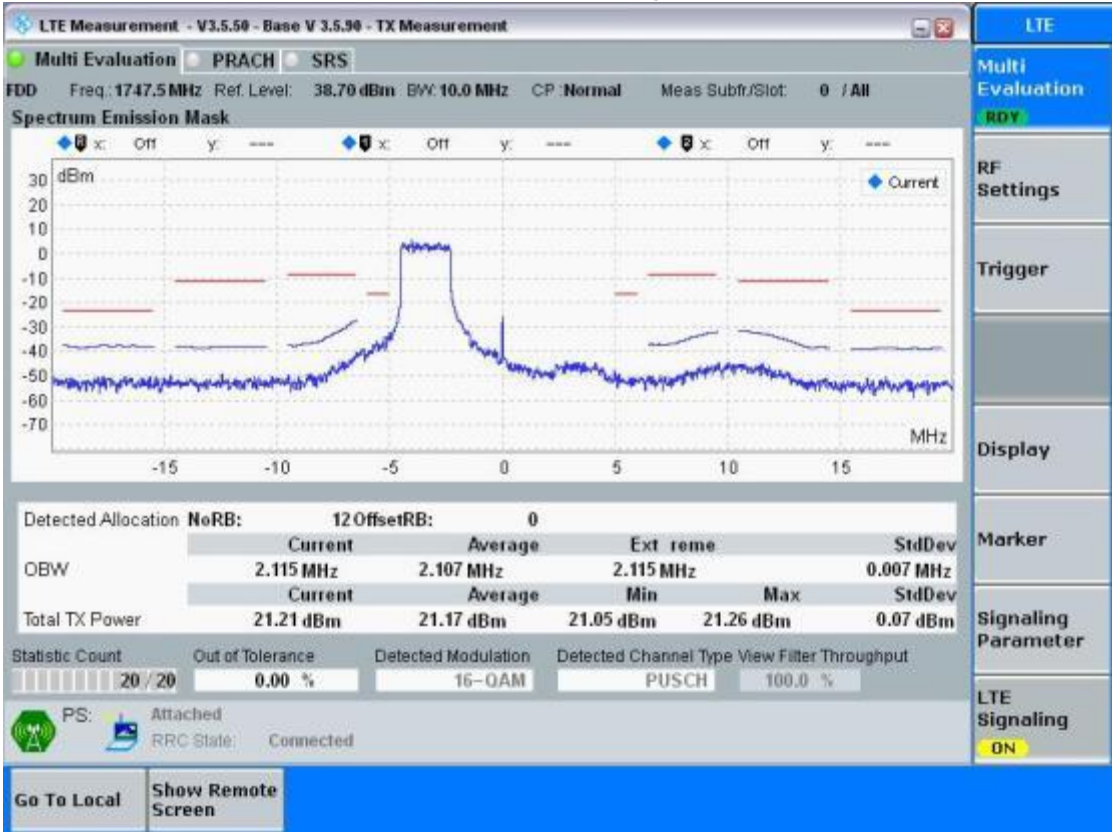 LTE Measurement - V3.5.50 - Base V 3.5.90 - TX Measurement
LTE
Multi Evaluation PRACH SRS
FDD Freq.: 1747.5 MHz Ref. Level: 38.70 dBm BW: 10.0 MHz CP :Normal Meas Subfr./Slot: 0 / All
Spectrum Emission Mask
x: Off y: --- 1 x: Off y: --- 2 x: Off y: ---
dBm
Current
30
20
10
0
-10
-20
-30
-40
-50
-60
-70
MHz
-15 -10 -5 0 5 10 15
Detected Allocation NoRB: 12 OffsetRB: 0
Current Average Ext reme StdDev
OBW 2.115 MHz 2.107 MHz 2.115 MHz 0.007 MHz
Current Average Min Max StdDev
Total TX Power 21.21 dBm 21.17 dBm 21.05 dBm 21.26 dBm 0.07 dBm
Statistic Count Out of Tolerance Detected Modulation Detected Channel Type View Filter Throughput
20 / 20 0.00 % 16-QAM PUSCH 100.0 %
PS: Attached
RRC State: Connected
Go To Local
Show Remote
Screen
Multi
Evaluation
RDY
RF
Settings
Trigger
Display
Marker
Signaling
Parameter
LTE
Signaling
ON